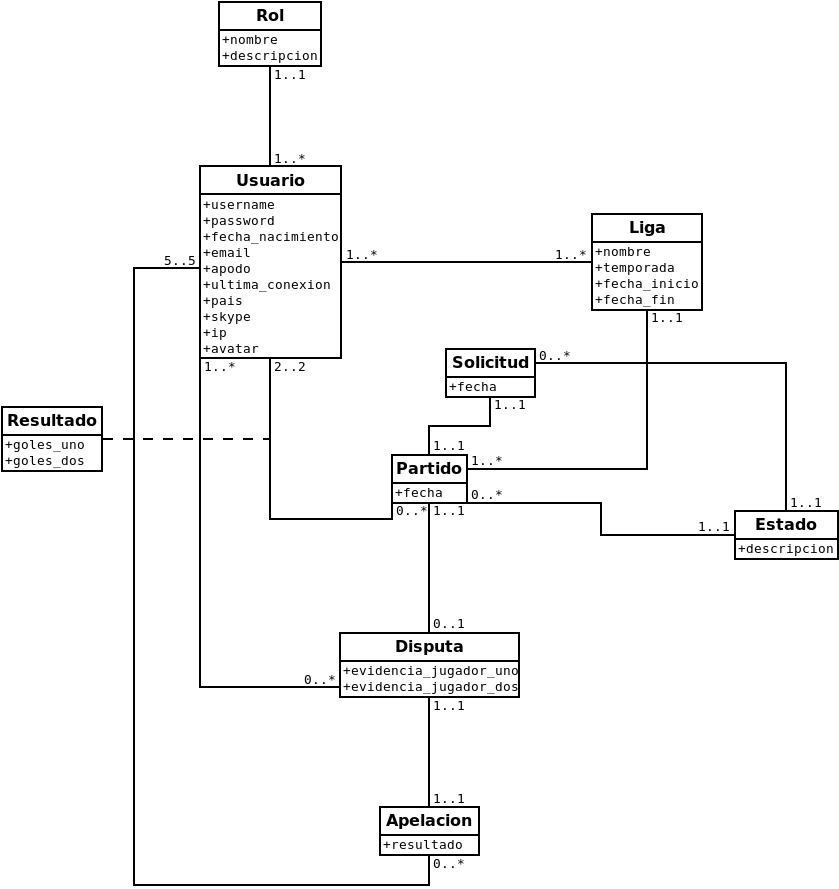 Rol
+nombre
+descripcion
1..1
1..*
Usuario
+username
+password
+fecha_nacimiento
+email
+apodo
+ultima_conexion
+pais
+skype
+ip
+avatar
5..5
1..*
1..*
Liga
+nombre
+temporada
+fecha_inicio
+fecha_fin
1..1
1..*
2..2
Solicitud
+fecha
0..*
1..1
Resultado
+goles_uno
+goles_dos
1..1
Partido
+fecha
1..*
0..*
0..*
1..1
1..1
1..1
Estado
+descripcion
0..1
Disputa
+evidencia_jugador_uno
+evidencia_jugador_dos
0..*
1..1
1..1
Apelacion
+resultado
0..*